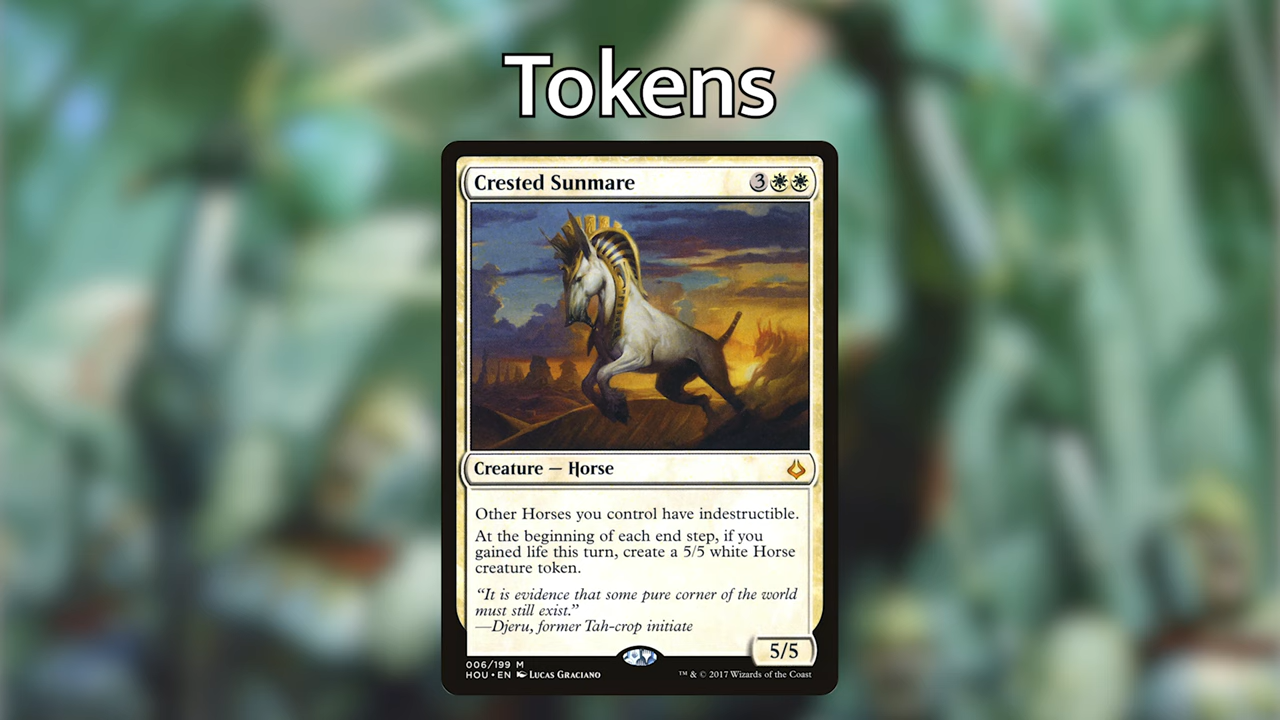 Tokens
Crested Sunmare 3
Creature — Horse
Other Horses you control have indestructible.
At the beginning of each end step, if you
gained life this turn, create a 5/5 white Horse
creature token.
“It is evidence that some pure corner of the world
must still exist.”
—Djeru, former Tah-crop initiate
5/5
006/199 M
HOU • EN Lucas Graciano
™ & © 2017 Wizards of the Coast